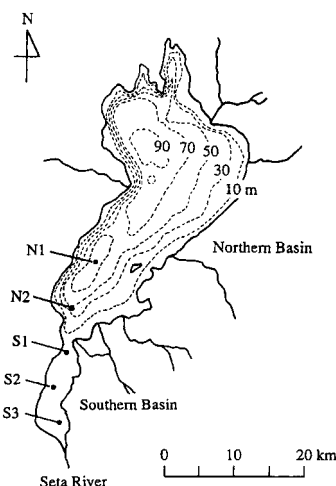 N
90
70
50
30
10 m
Northern Basin
N1
N2
S1
S2
S3
Southern Basin
Seta River
0 10 20 km